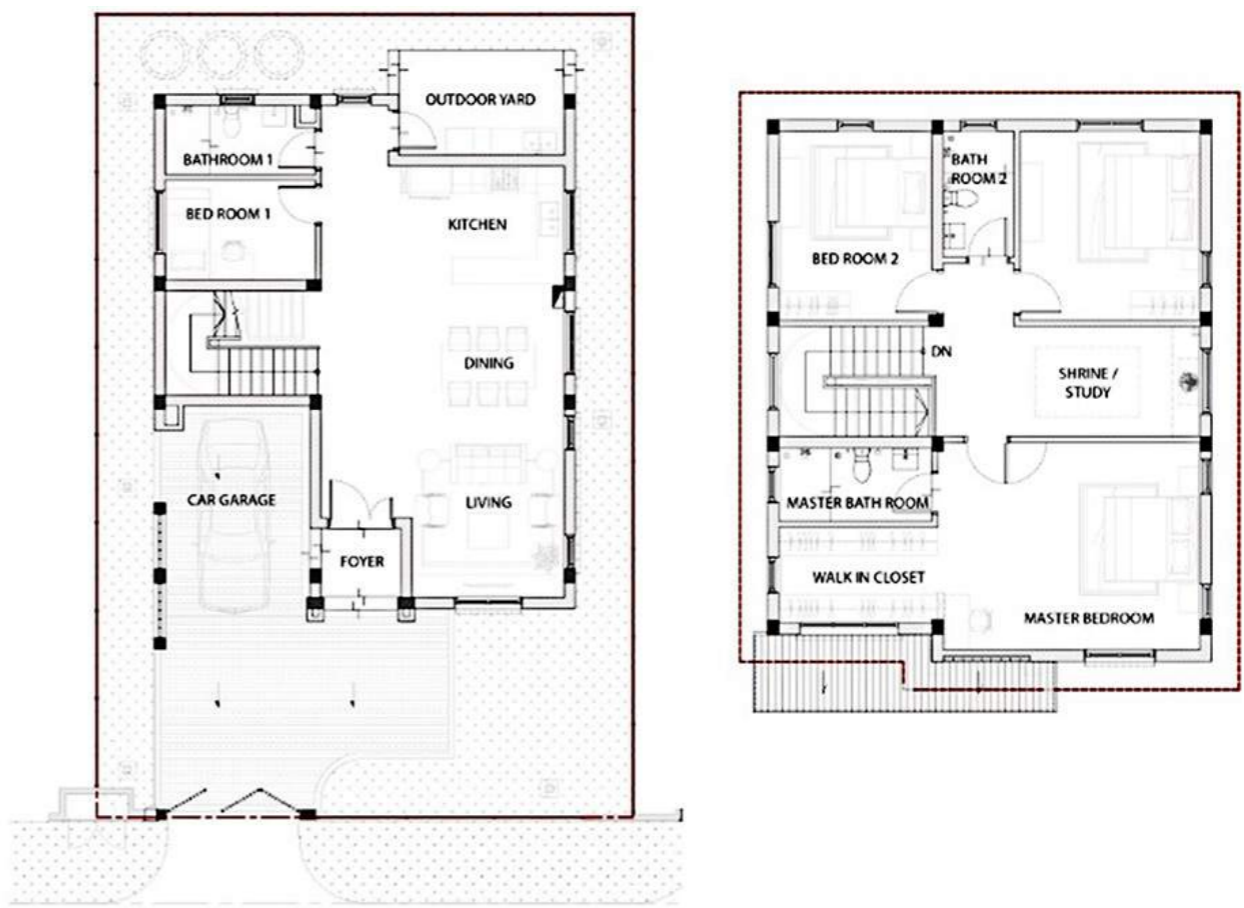 OUTDOOR YARD
BATHROOM 1
BED ROOM 1
KITCHEN
DINING
CAR GARAGE
LIVING
FOYER
BATH
ROOM 2
BED ROOM 2
DN
SHRINE /
STUDY
MASTER BATH ROOM
WALK IN CLOSET
MASTER BEDROOM